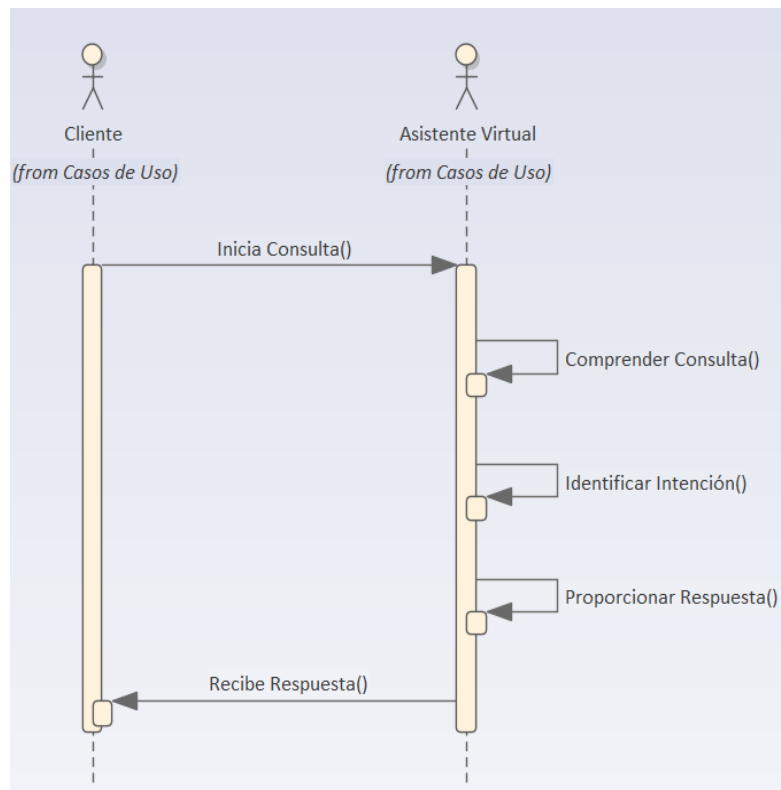 Cliente
Asistente Virtual
(from Casos de Uso)
(from Casos de Uso)
Inicia Consulta()
Comprender Consulta()
Identificar Intención()
Proporcionar Respuesta()
Recibe Respuesta()